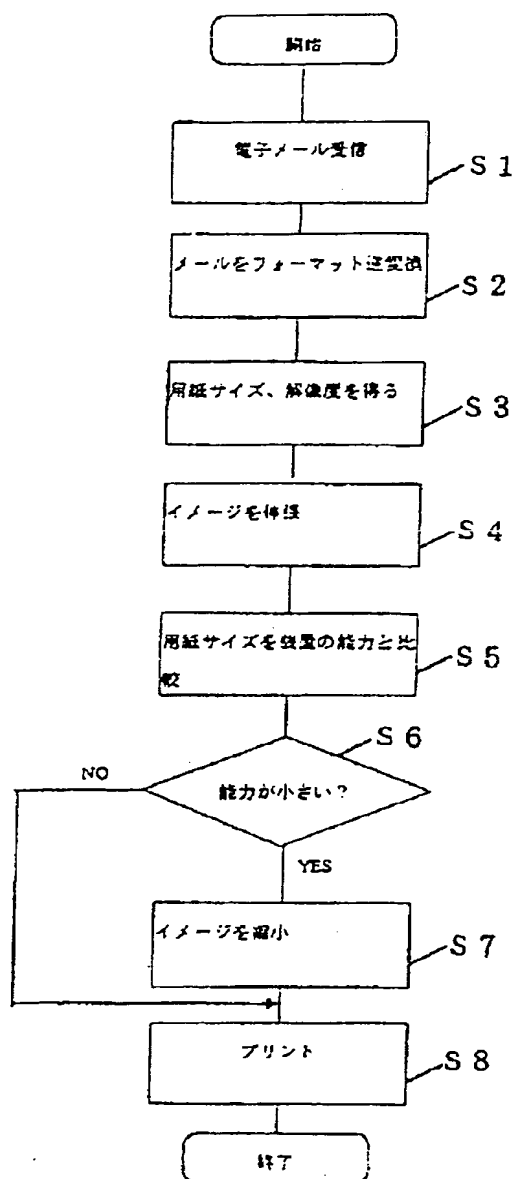 開始
電子メール受信
S1
メールをフォーマット逆変換
S2
用紙サイズ、解像度を得る
S3
イメージを伸長
S4
用紙サイズを装置の能力と比
較
S5
S6
能力が小さい？
NO
YES
イメージを縮小
S7
プリント
S8
終了